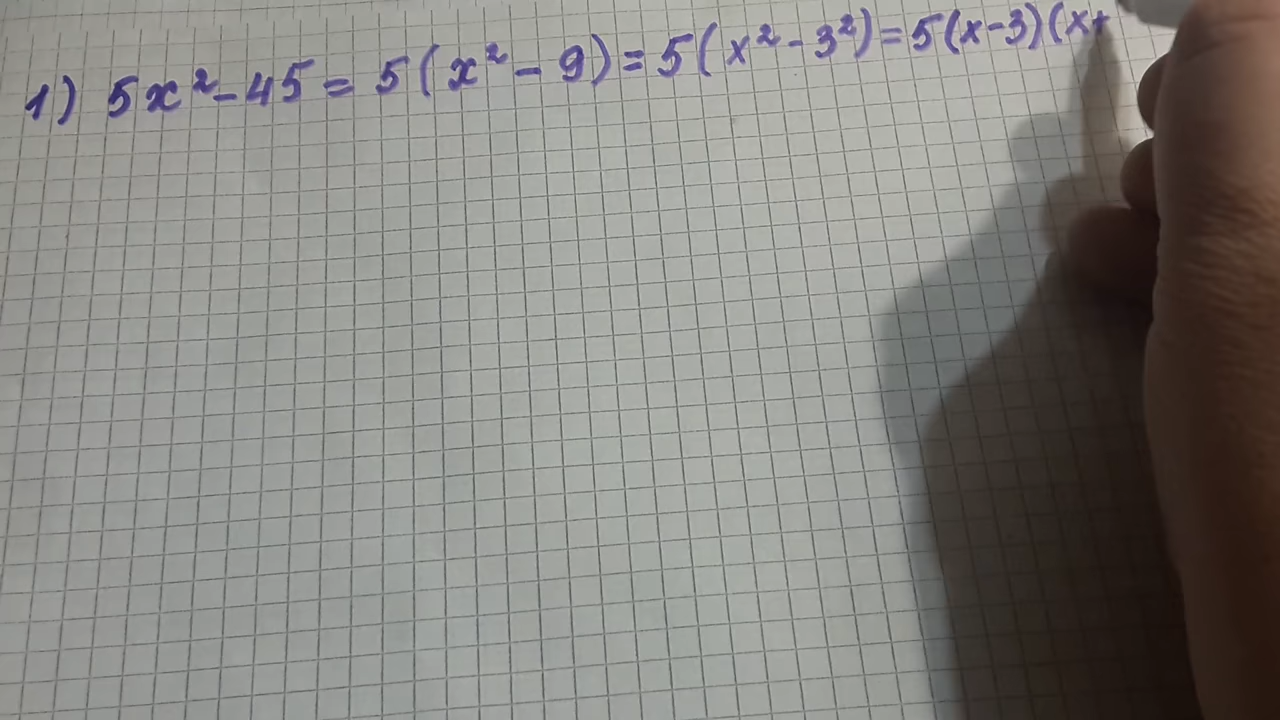 1) 5x² - 45 = 5(x² - 9) = 5(x² - 3²) = 5(x-3)(x+